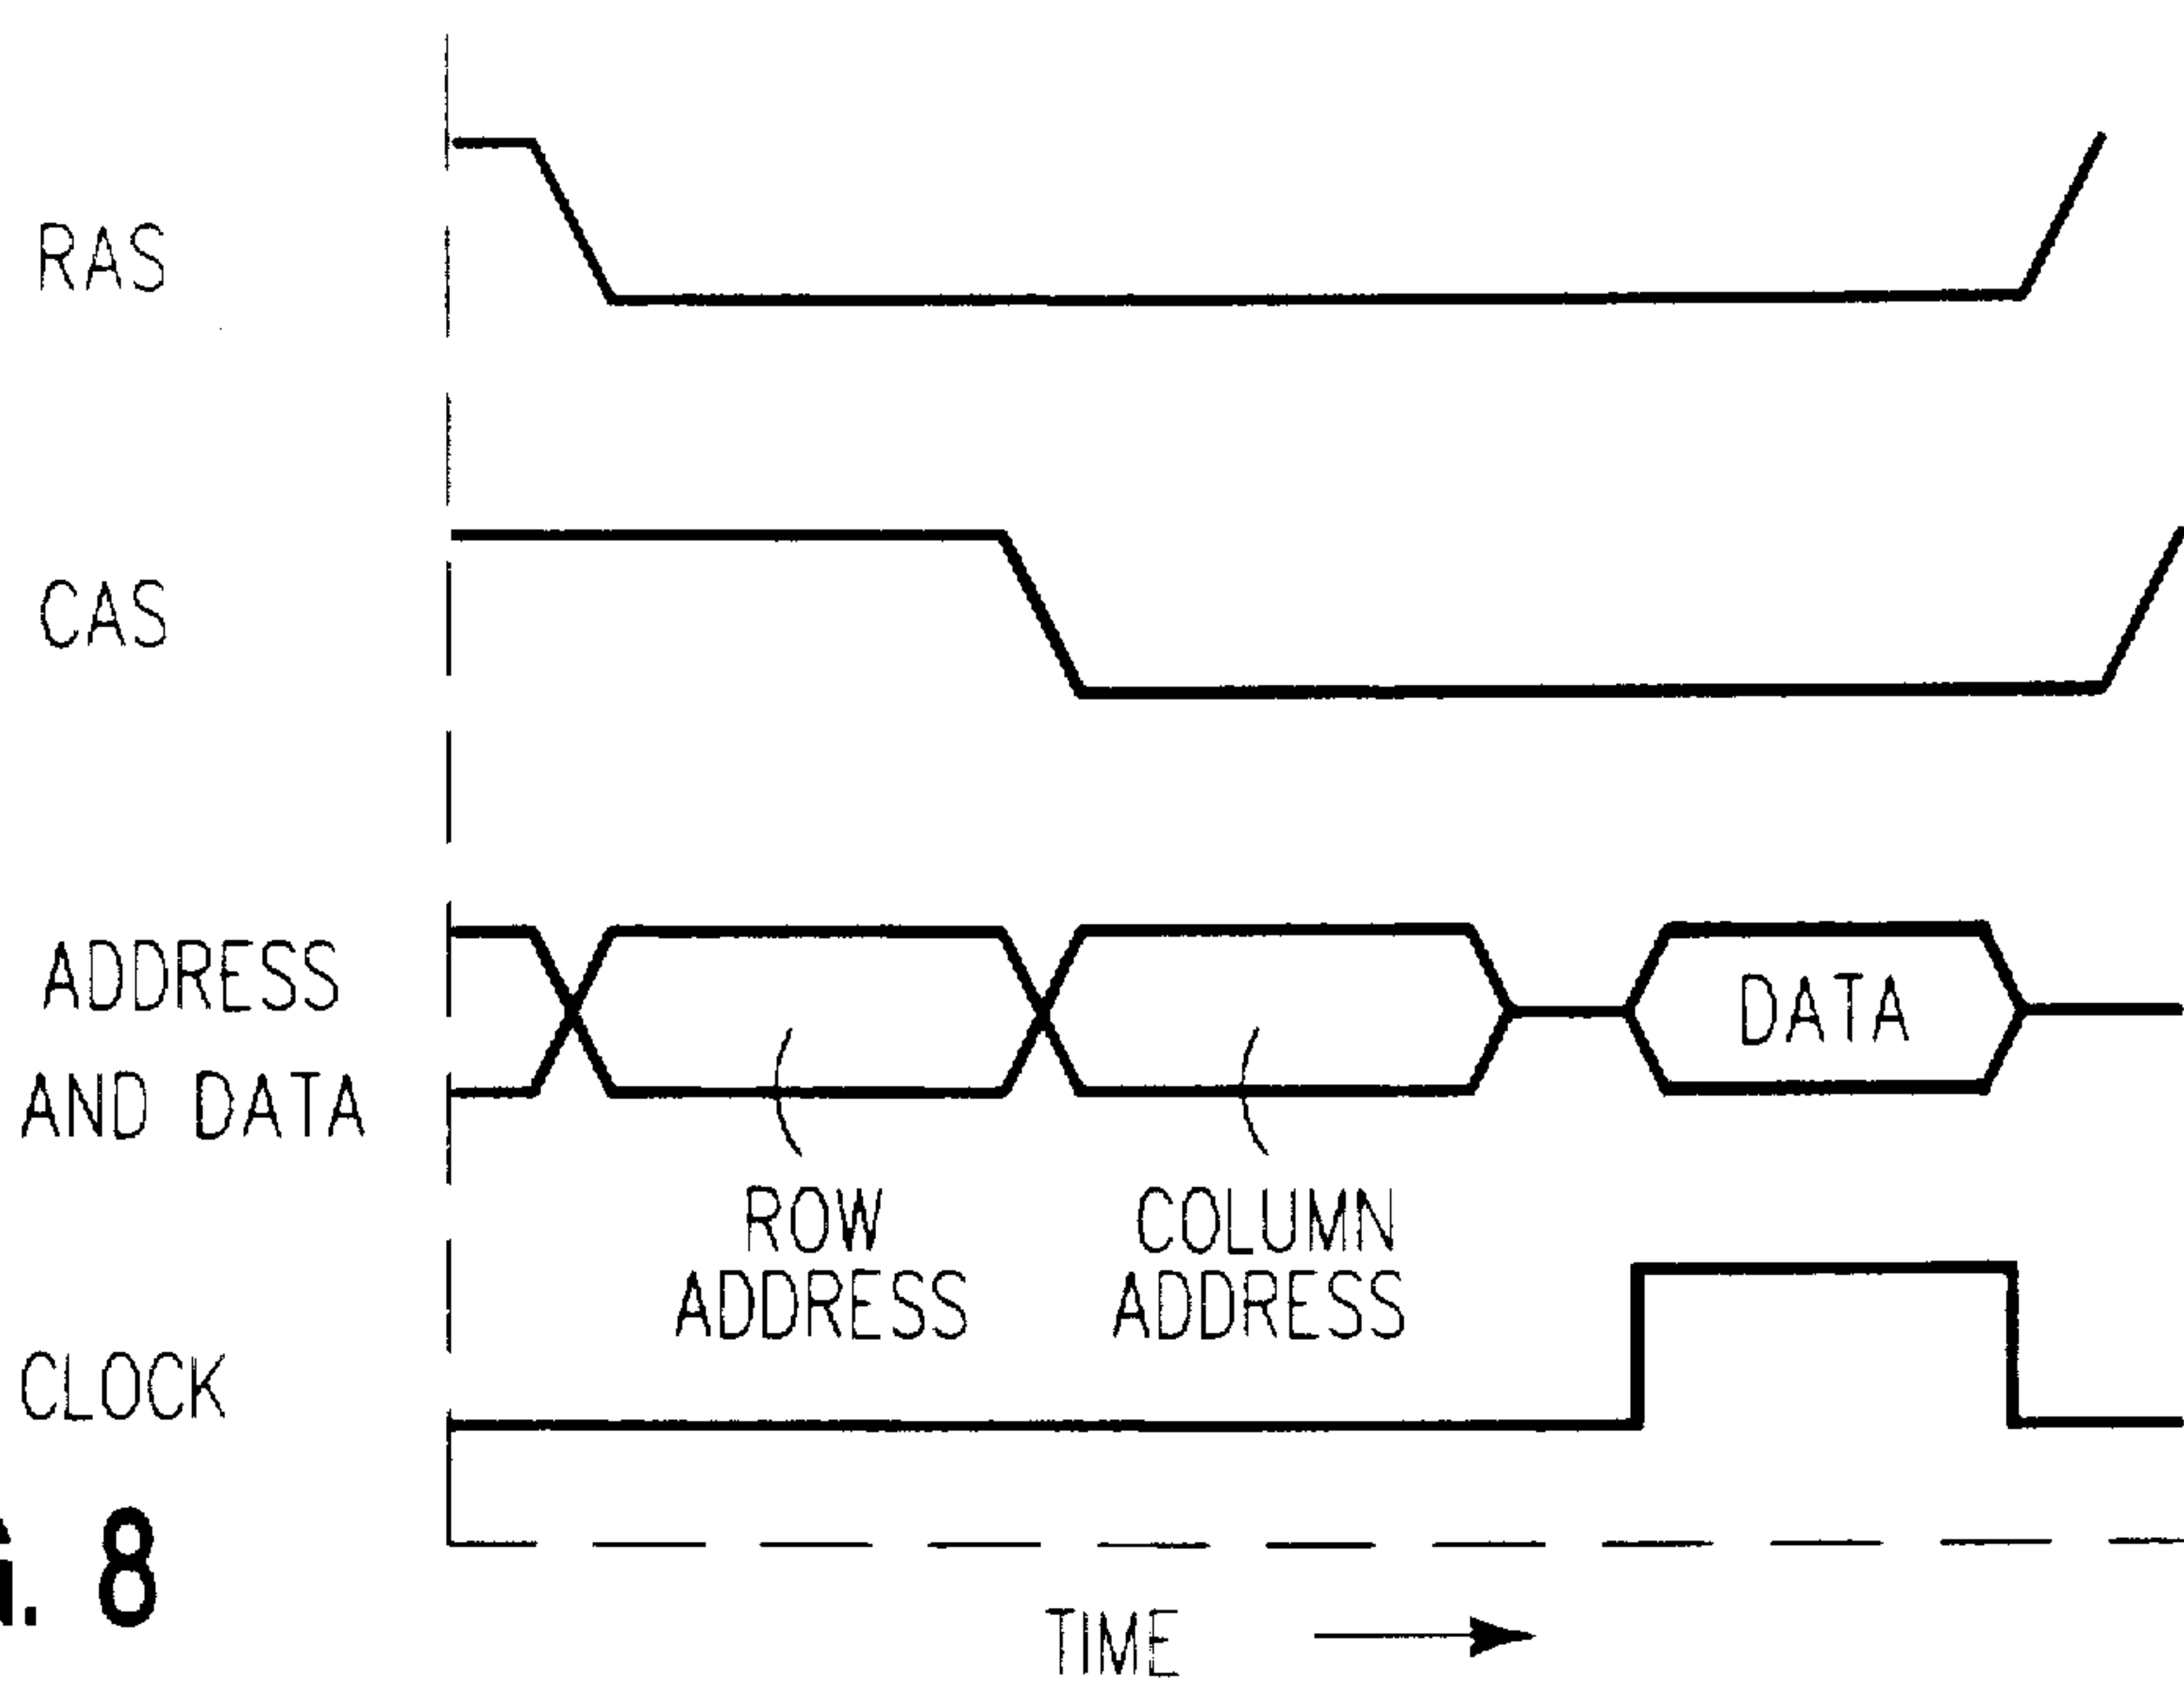 RAS
CAS
ADDRESS
AND DATA
DATA
ROW
ADDRESS
COLUMN
ADDRESS
CLOCK
8
TIME